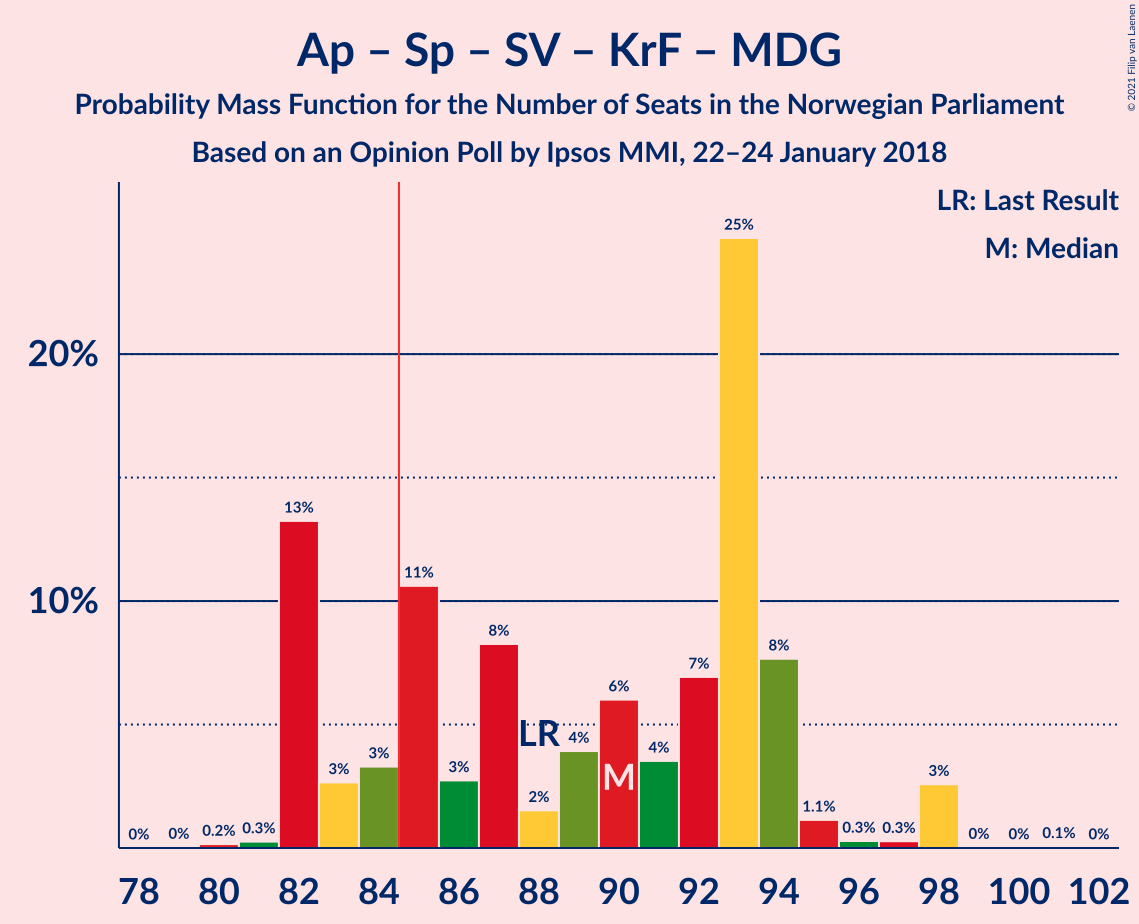 Ap – Sp – SV – KrF – MDG
Probability Mass Function for the Number of Seats in the Norwegian Parliament
Based on an Opinion Poll by Ipsos MMI, 22–24 January 2018
© 2021 Filip van Laenen
LR: Last Result
M: Median
20%
10%
0% 0% 0.2% 0.3% 13% 3% 3% 11% 3% 8% 2% 4% 6% 4% 7% 25% 8% 1.1% 0.3% 0.3% 3% 0% 0% 0.1% 0%
LR
M
78 80 82 84 86 88 90 92 94 96 98 100 102